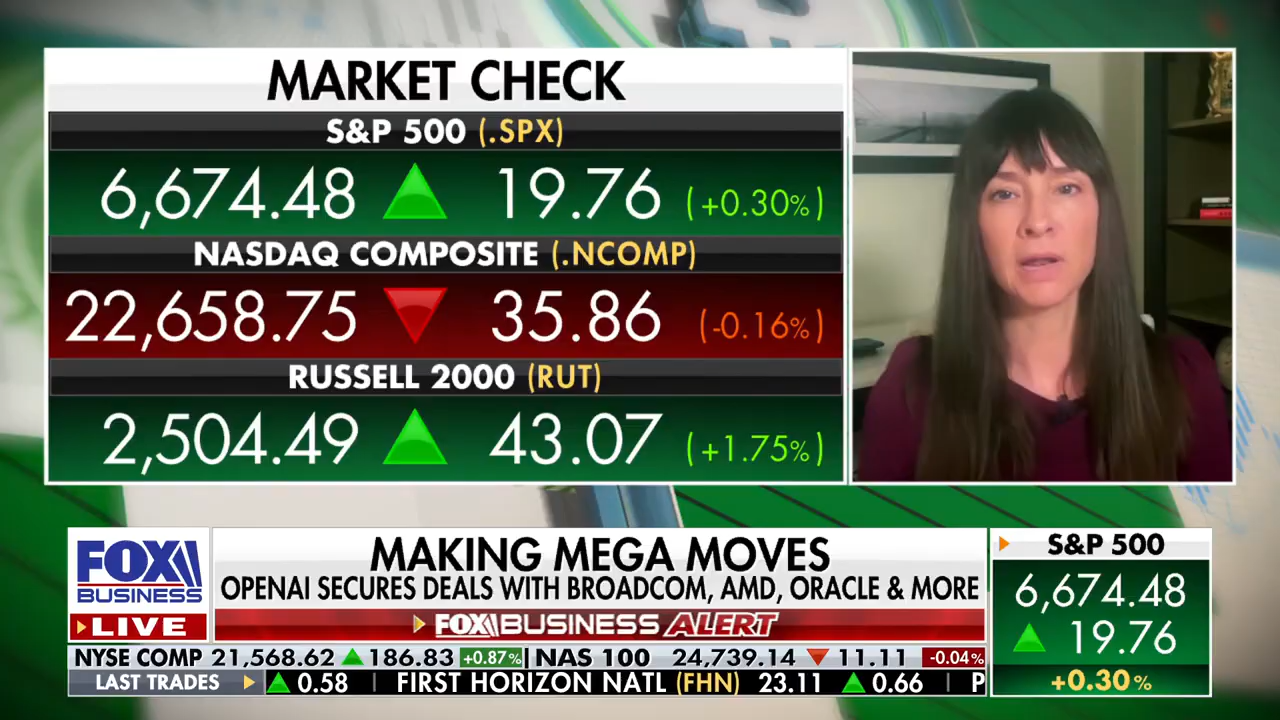 MARKET CHECK
S&P 500 (.SPX)
6,674.48 19.76 (+0.30%)
NASDAQ COMPOSITE (.NCOMP)
22,658.75 35.86 (-0.16%)
RUSSELL 2000 (RUT)
2,504.49 43.07 (+1.75%)
FOX
BUSINESS
LIVE
MAKING MEGA MOVES
OPENAI SECURES DEALS WITH BROADCOM, AMD, ORACLE & MORE
FOX BUSINESS ALERT
S&P 500
6,674.48
19.76
+0.30%
NYSE COMP 21,568.62 186.83 +0.87% NAS 100 24,739.14 11.11 -0.04%
LAST TRADES 0.58 FIRST HORIZON NATL (FHN) 23.11 0.66 P